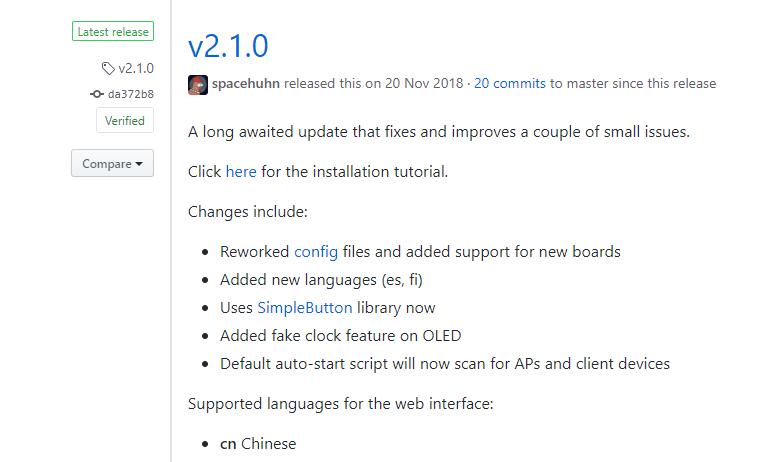 Latest release
v2.1.0
da372b8
Verified
Compare
v2.1.0
spacehuhn released this on 20 Nov 2018 · 20 commits to master since this release
A long awaited update that fixes and improves a couple of small issues.
Click here for the installation tutorial.
Changes include:
• Reworked config files and added support for new boards
• Added new languages (es, fi)
• Uses SimpleButton library now
• Added fake clock feature on OLED
• Default auto-start script will now scan for APs and client devices
Supported languages for the web interface:
• cn Chinese